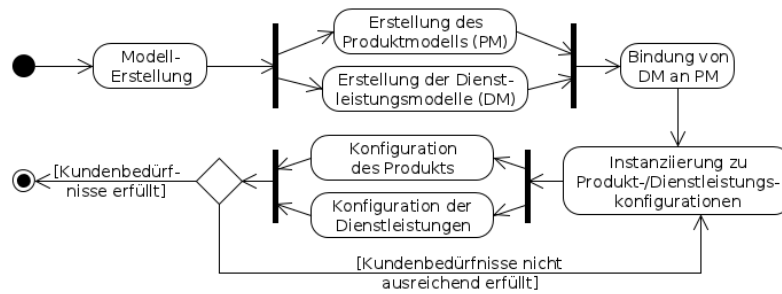 Modell-
Erstellung
Erstellung des
Produktmodells (PM)
Erstellung der Dienst-
leistungsmodelle (DM)
Bindung von
DM an PM
Instanziierung zu
Produkt-/Dienstleistungs-
konfigurationen
Konfiguration
des Produkts
Konfiguration der
Dienstleistungen
[Kundenbedürf-
nisse erfüllt]
[Kundenbedürfnisse nicht
ausreichend erfüllt]